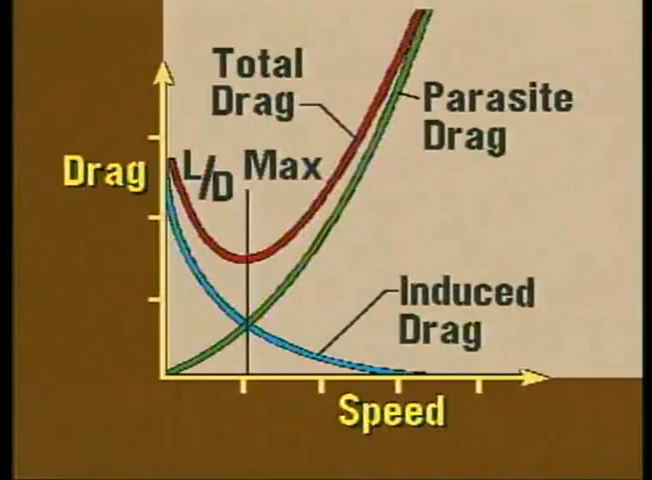 Total
Drag
Parasite
Drag
Drag
L/D Max
Induced
Drag
Speed